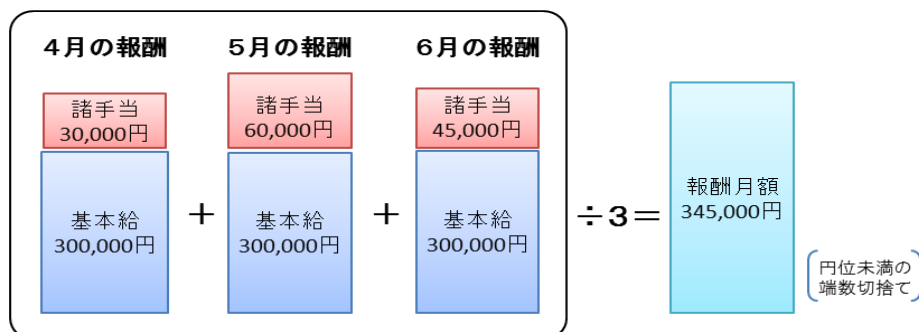 4月の報酬
5月の報酬
6月の報酬
諸手当
30,000円
諸手当
60,000円
諸手当
45,000円
基本給
300,000円
+
基本給
300,000円
+
基本給
300,000円
÷3=
報酬月額
345,000円
円位未満の
端数切捨て